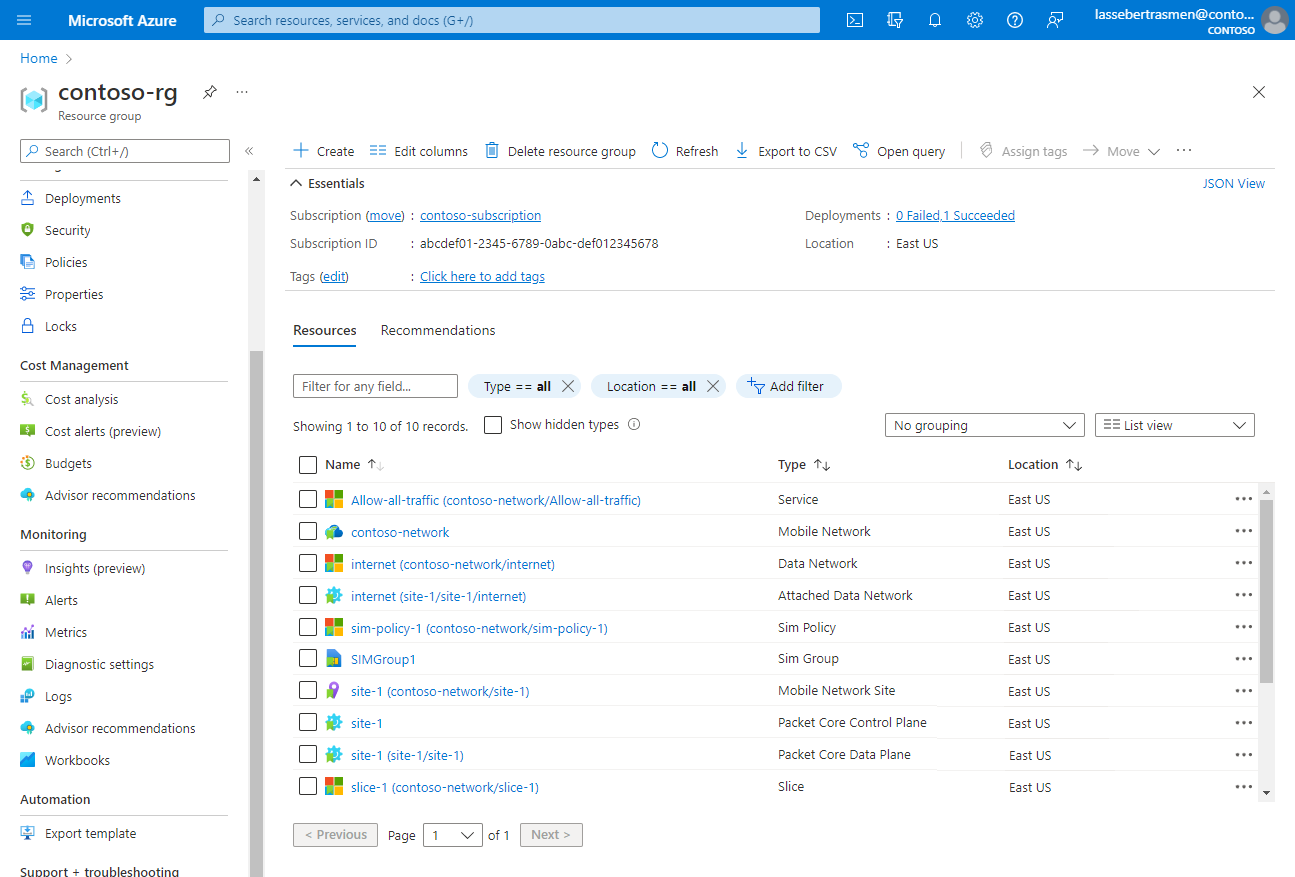 Microsoft Azure
Search resources, services, and docs (G+/)
lassebertrasmen@conto...
CONTOSO
Home
contoso-rg
Resource group
Search (Ctrl+/)
Deployments
Security
Policies
Properties
Locks
Cost Management
Cost analysis
Cost alerts (preview)
Budgets
Advisor recommendations
Monitoring
Insights (preview)
Alerts
Metrics
Diagnostic settings
Logs
Advisor recommendations
Workbooks
Automation
Export template
Support + troubleshooting
Create Edit columns Delete resource group Refresh Export to CSV Open query Assign tags Move
Essentials
JSON View
Subscription (move) : contoso-subscription
Subscription ID : abcdef01-2345-6789-0abc-def012345678
Tags (edit) : Click here to add tags
Deployments : 0 Failed,1 Succeeded
Location : East US
Resources Recommendations
Filter for any field... Type == all Location == all Add filter
Showing 1 to 10 of 10 records. Show hidden types No grouping List view
Name Type Location
Allow-all-traffic (contoso-network/Allow-all-traffic) Service East US
contoso-network Mobile Network East US
internet (contoso-network/internet) Data Network East US
internet (site-1/site-1/internet) Attached Data Network East US
sim-policy-1 (contoso-network/sim-policy-1) Sim Policy East US
SIMGroup1 Sim Group East US
site-1 (contoso-network/site-1) Mobile Network Site East US
site-1 Packet Core Control Plane East US
site-1 (site-1/site-1) Packet Core Data Plane East US
slice-1 (contoso-network/slice-1) Slice East US
< Previous Page 1 of 1 Next >